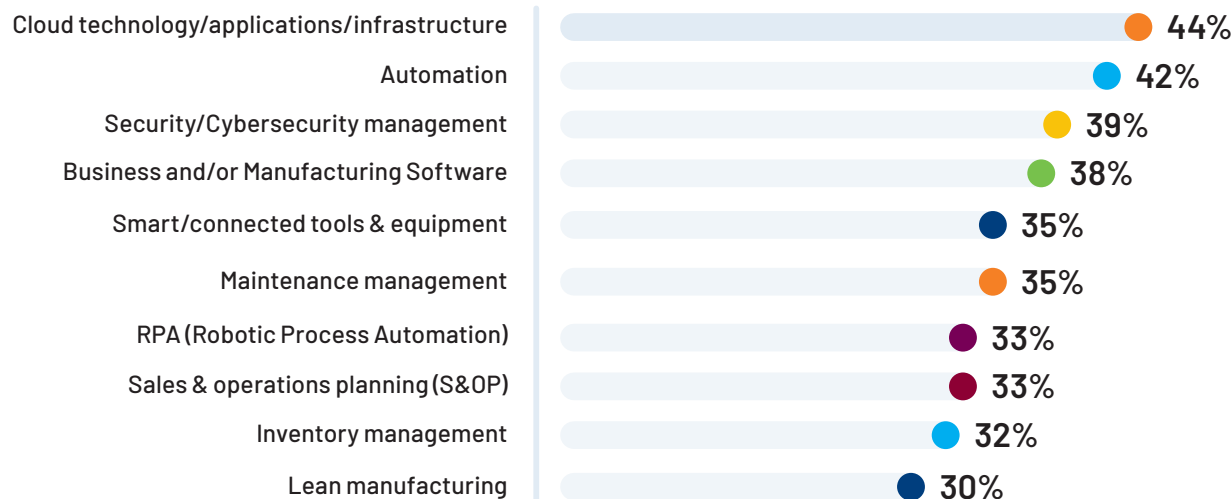 Cloud technology/applications/infrastructure 44%
Automation 42%
Security/Cybersecurity management 39%
Business and/or Manufacturing Software 38%
Smart/connected tools & equipment 35%
Maintenance management 35%
RPA (Robotic Process Automation) 33%
Sales & operations planning (S&OP) 33%
Inventory management 32%
Lean manufacturing 30%